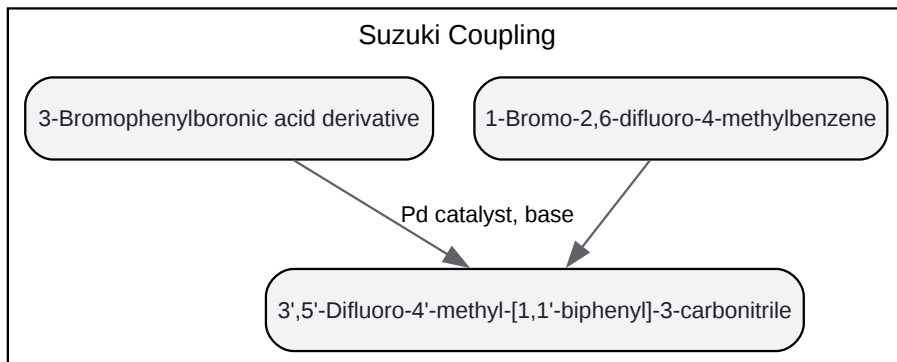 Suzuki Coupling
3-Bromophenylboronic acid derivative
1-Bromo-2,6-difluoro-4-methylbenzene
Pd catalyst, base
3',5'-Difluoro-4'-methyl-[1,1'-biphenyl]-3-carbonitrile